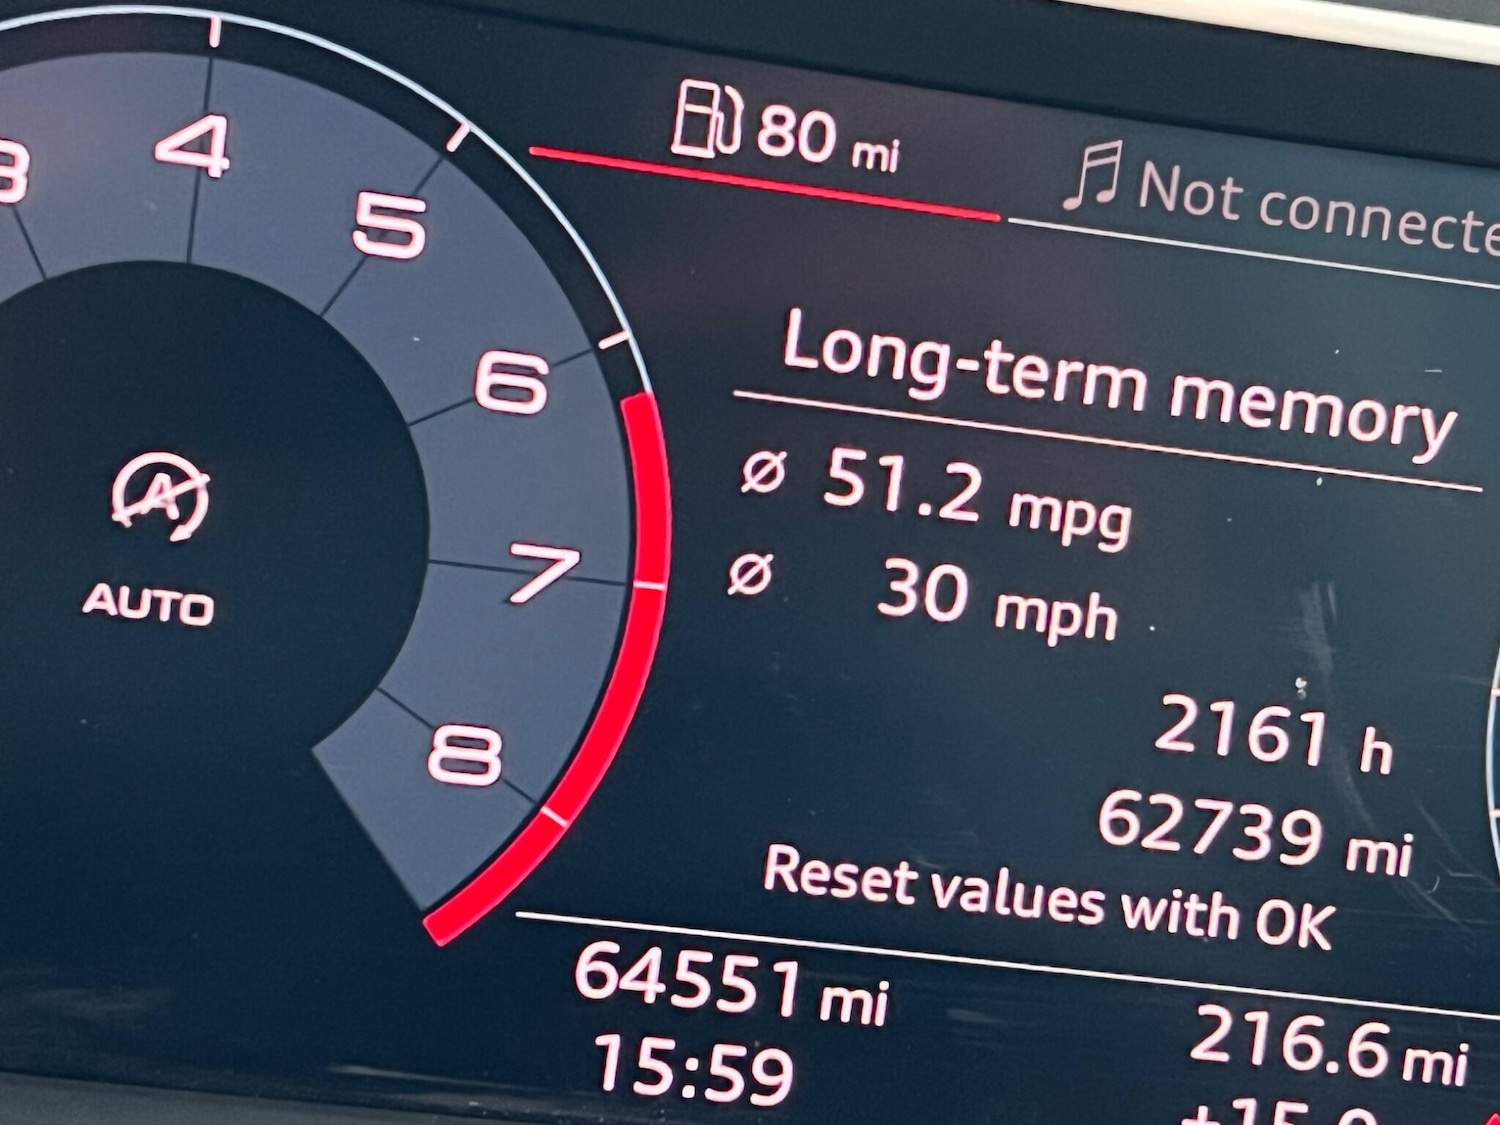 3
4
5
6
7
8
A
AUTO
80 mi
Not connecte
Long-term memory
ø 51.2 mpg
ø 30 mph
2161 h
62739 mi
Reset values with OK
64551 mi
216.6 mi
15:59